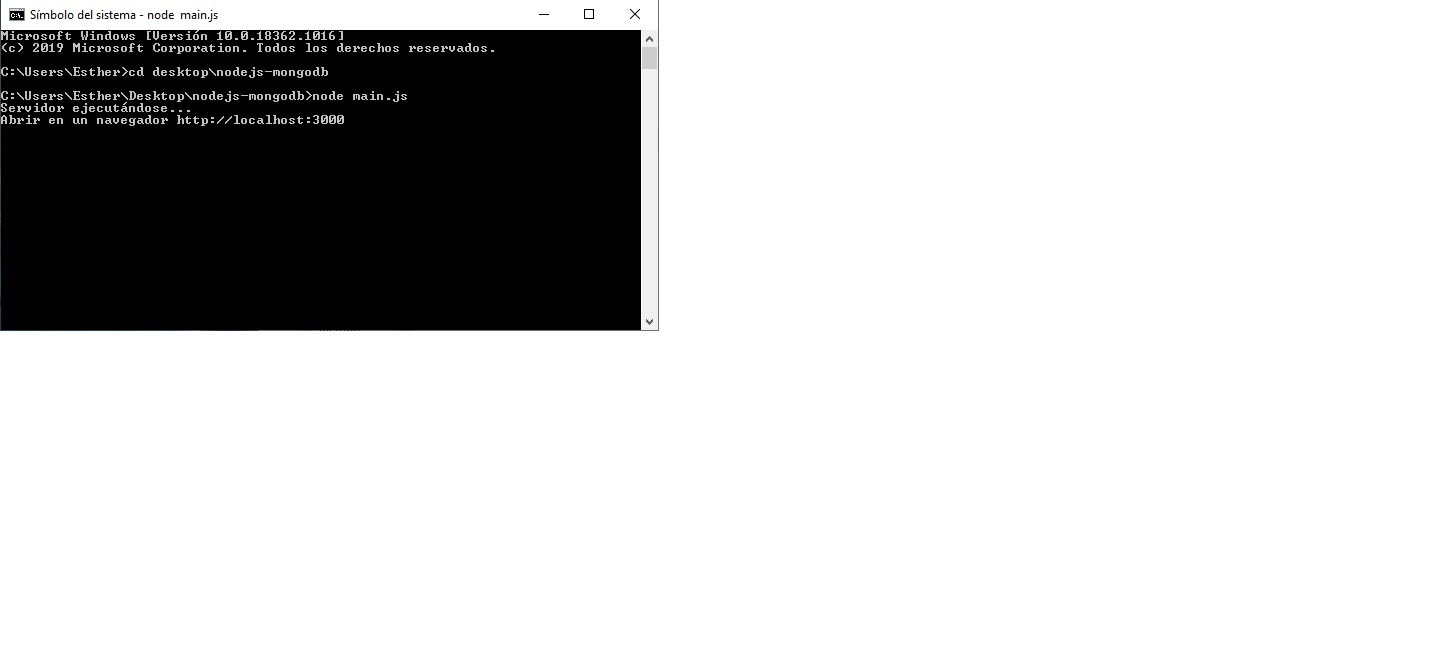 Símbolo del sistema - node  main.js
Microsoft Windows [Versión 10.0.18362.1016]
(c) 2019 Microsoft Corporation. Todos los derechos reservados.
C:\Users\Esther>cd desktop\nodejs-mongodb
C:\Users\Esther\Desktop\nodejs-mongodb>node main.js
Servidor ejecutándose...
Abrir en un navegador http://localhost:3000